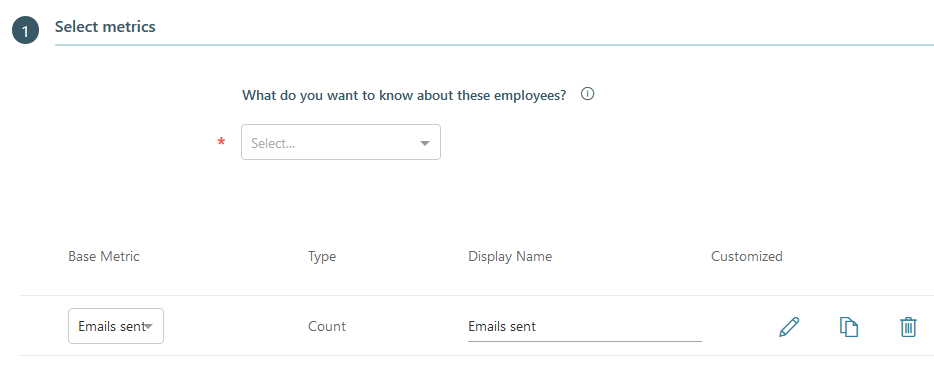 1 Select metrics
What do you want to know about these employees?
* Select...
Base Metric Type Display Name Customized
Emails sent Count Emails sent